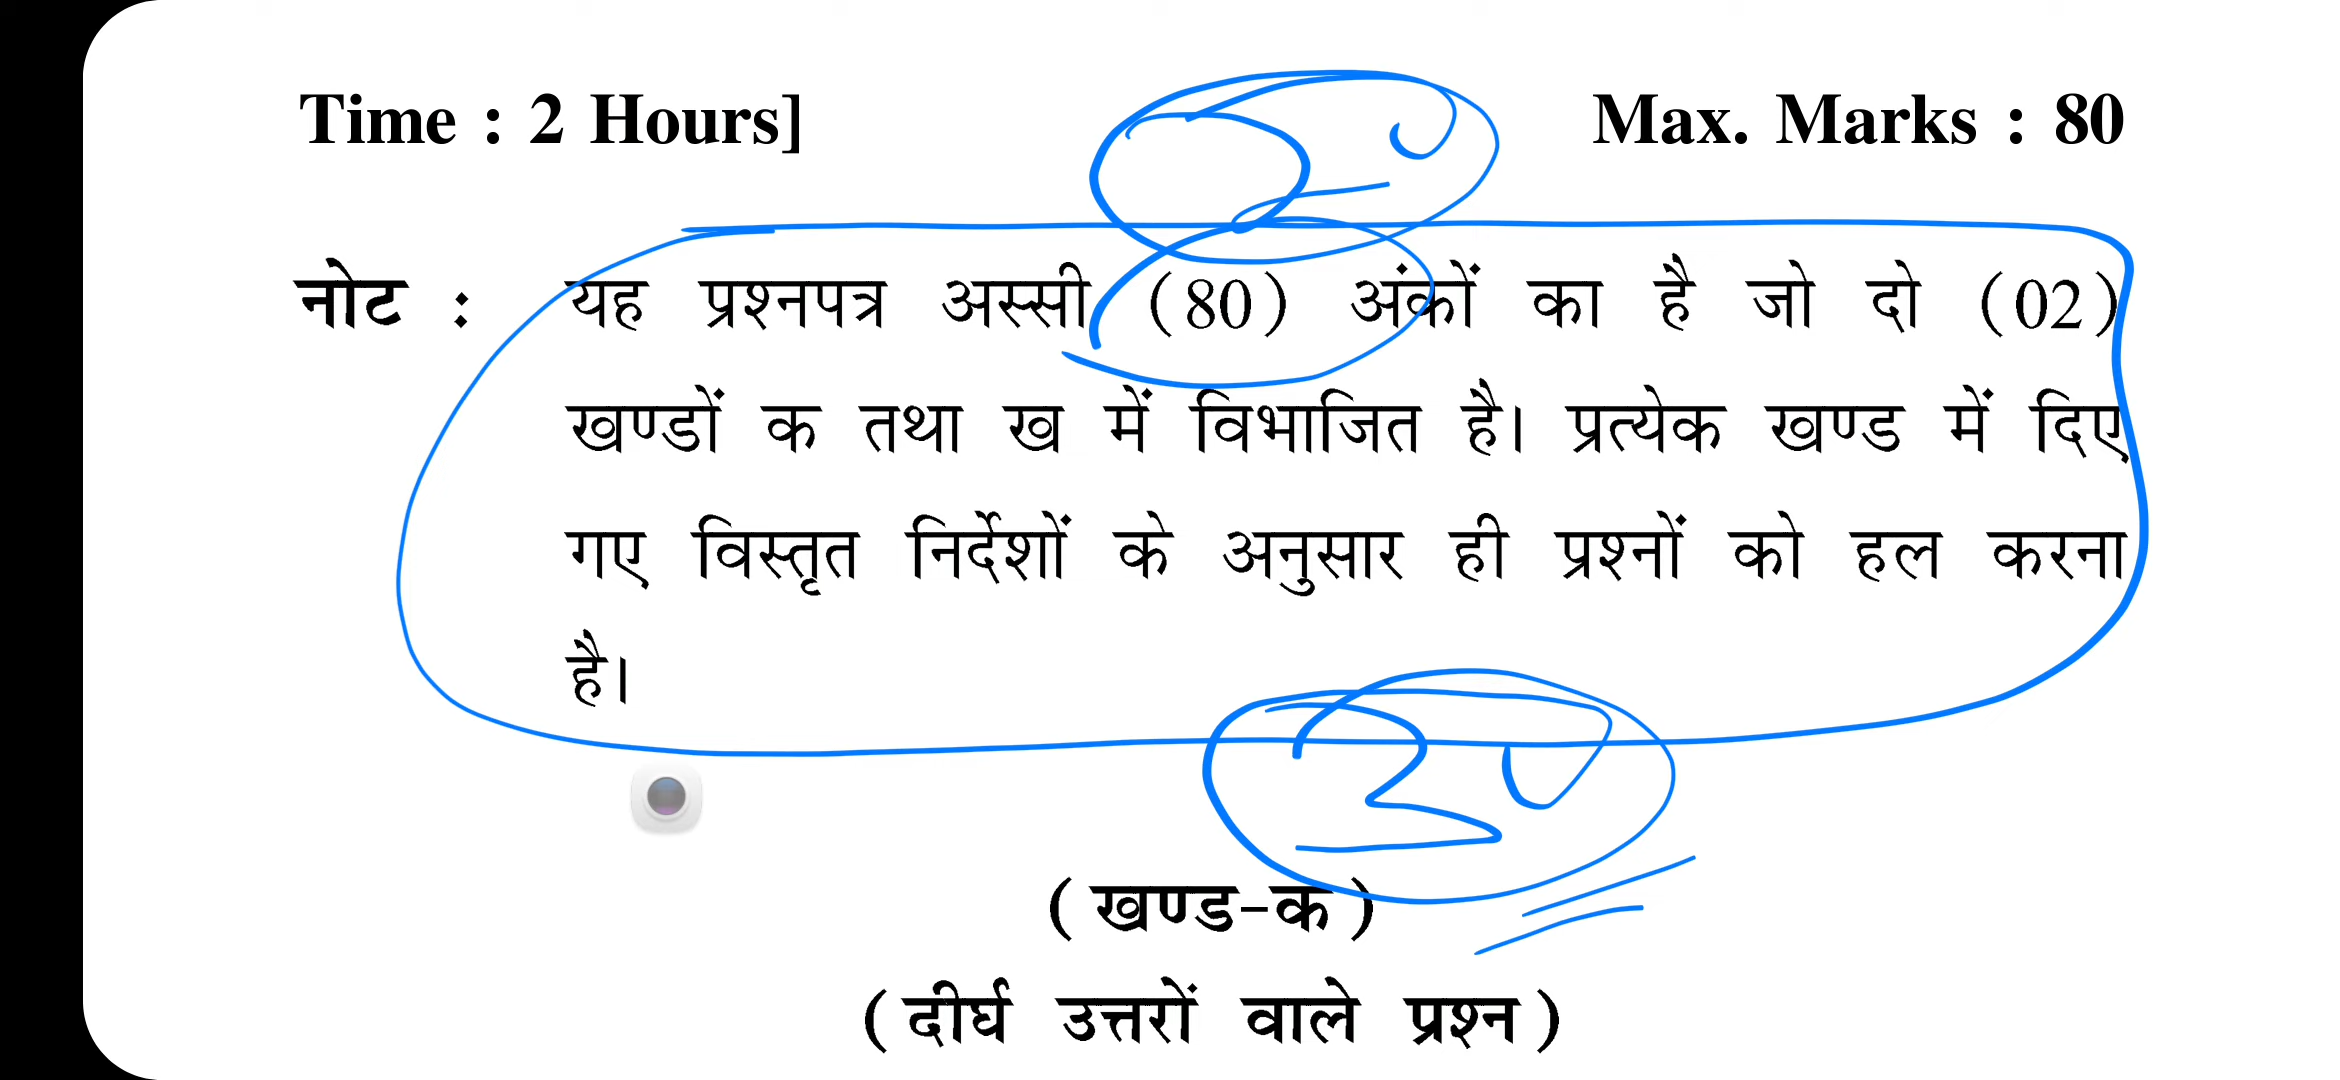 Time : 2 Hours] Max. Marks : 80
नोट : यह प्रश्नपत्र अस्सी (80) अंकों का है जो दो (02)
खण्डों क तथा ख में विभाजित है। प्रत्येक खण्ड में दिए
गए विस्तृत निर्देशों के अनुसार ही प्रश्नों को हल करना
है।
(खण्ड-क)
(दीर्घ उत्तरों वाले प्रश्न)